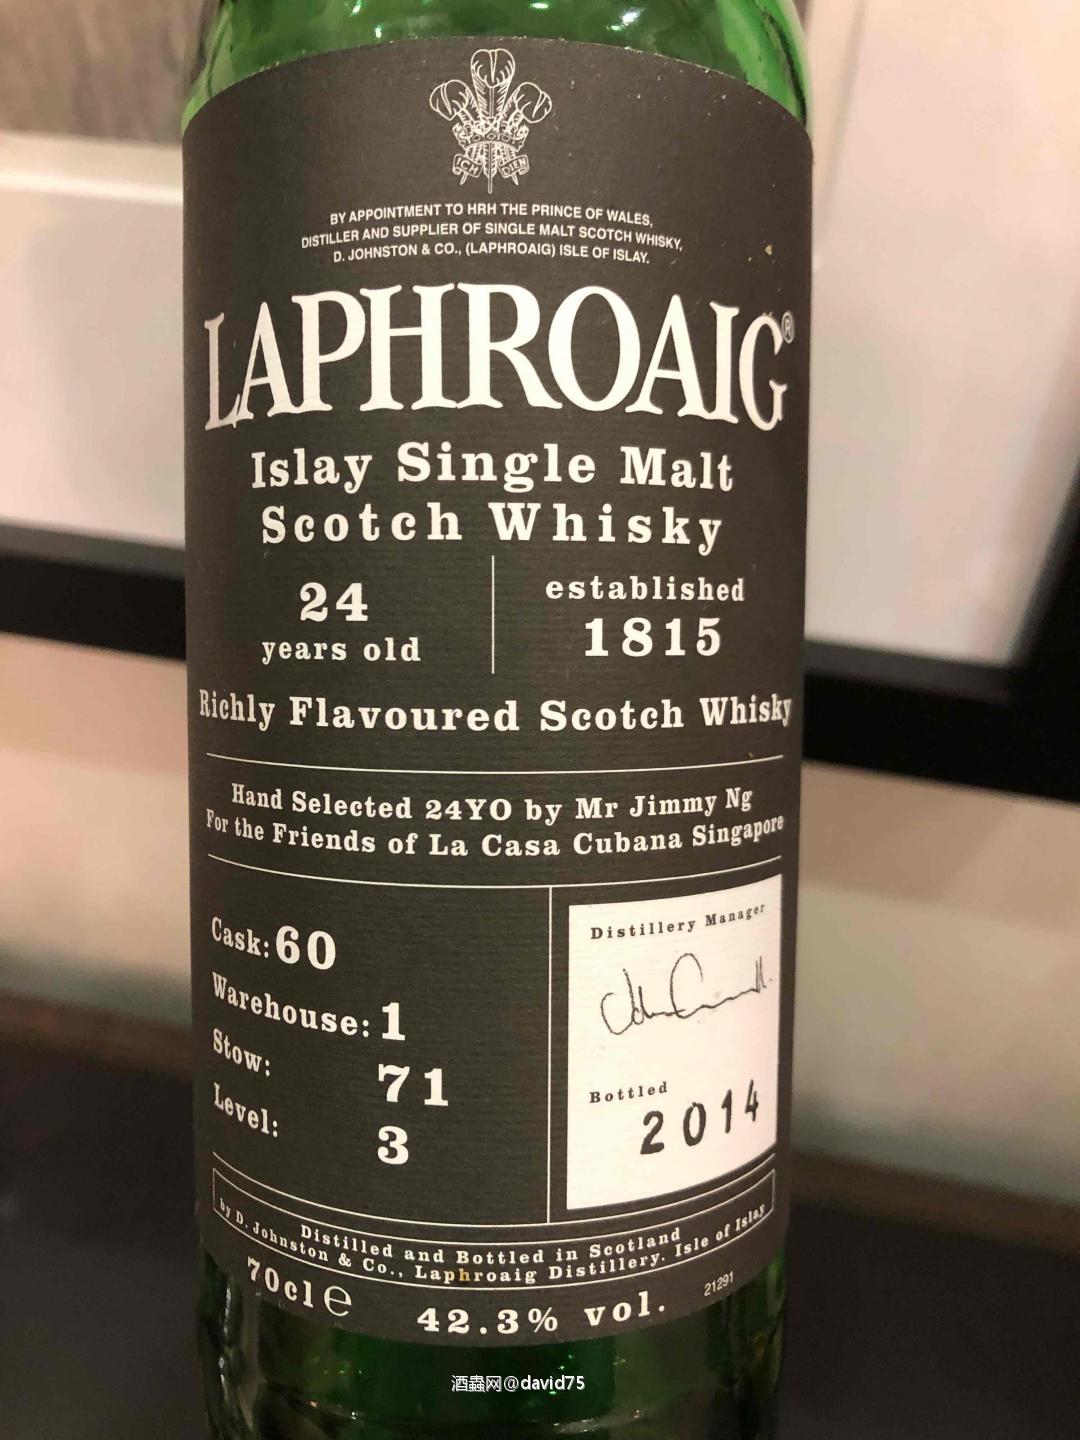 ICH DIEN
BY APPOINTMENT TO HRH THE PRINCE OF WALES,
DISTILLER AND SUPPLIER OF SINGLE MALT SCOTCH WHISKY,
D. JOHNSTON & CO., (LAPHROAIG) ISLE OF ISLAY.
LAPHROAIG®
Islay Single Malt
Scotch Whisky
24
years old
established
1815
Richly Flavoured Scotch Whisky
Hand Selected 24YO by Mr Jimmy Ng
For the Friends of La Casa Cubana Singapore
Cask: 60
Warehouse: 1
Stow: 71
Level: 3
Distillery Manager
Bottled
2014
Distilled and Bottled in Scotland
by D. Johnston & Co., Laphroaig Distillery. Isle of Islay
70cl e
42.3% vol.
21291
酒蟲网@david75